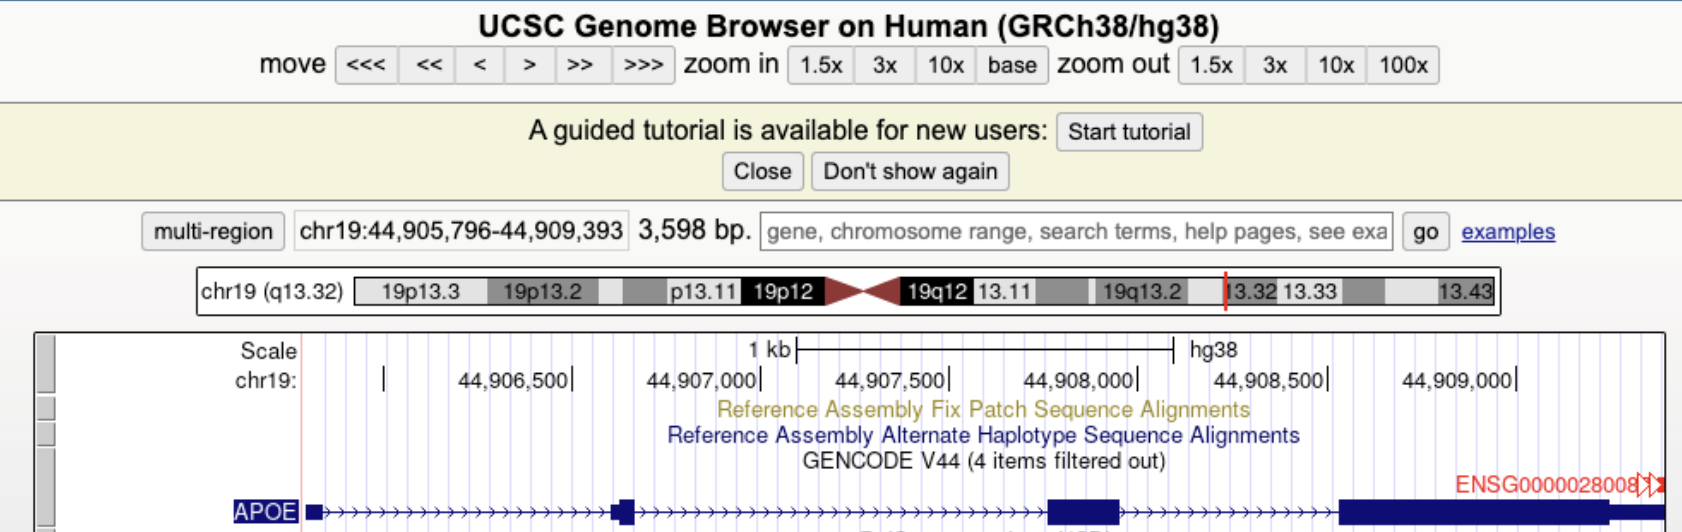 UCSC Genome Browser on Human (GRCh38/hg38)
move <<< << < > >> >>> zoom in 1.5x 3x 10x base zoom out 1.5x 3x 10x 100x
A guided tutorial is available for new users: Start tutorial
Close Don't show again
multi-region chr19:44,905,796-44,909,393 3,598 bp. gene, chromosome range, search terms, help pages, see exa go examples
chr19 (q13.32) 19p13.3 19p13.2 p13.11 19p12 19q12 13.11 19q13.2 13.32 13.33 13.43
Scale 1 kb hg38
chr19: 44,906,500 44,907,000 44,907,500 44,908,000 44,908,500 44,909,000
Reference Assembly Fix Patch Sequence Alignments
Reference Assembly Alternate Haplotype Sequence Alignments
GENCODE V44 (4 items filtered out)
ENSG0000028008
APOE